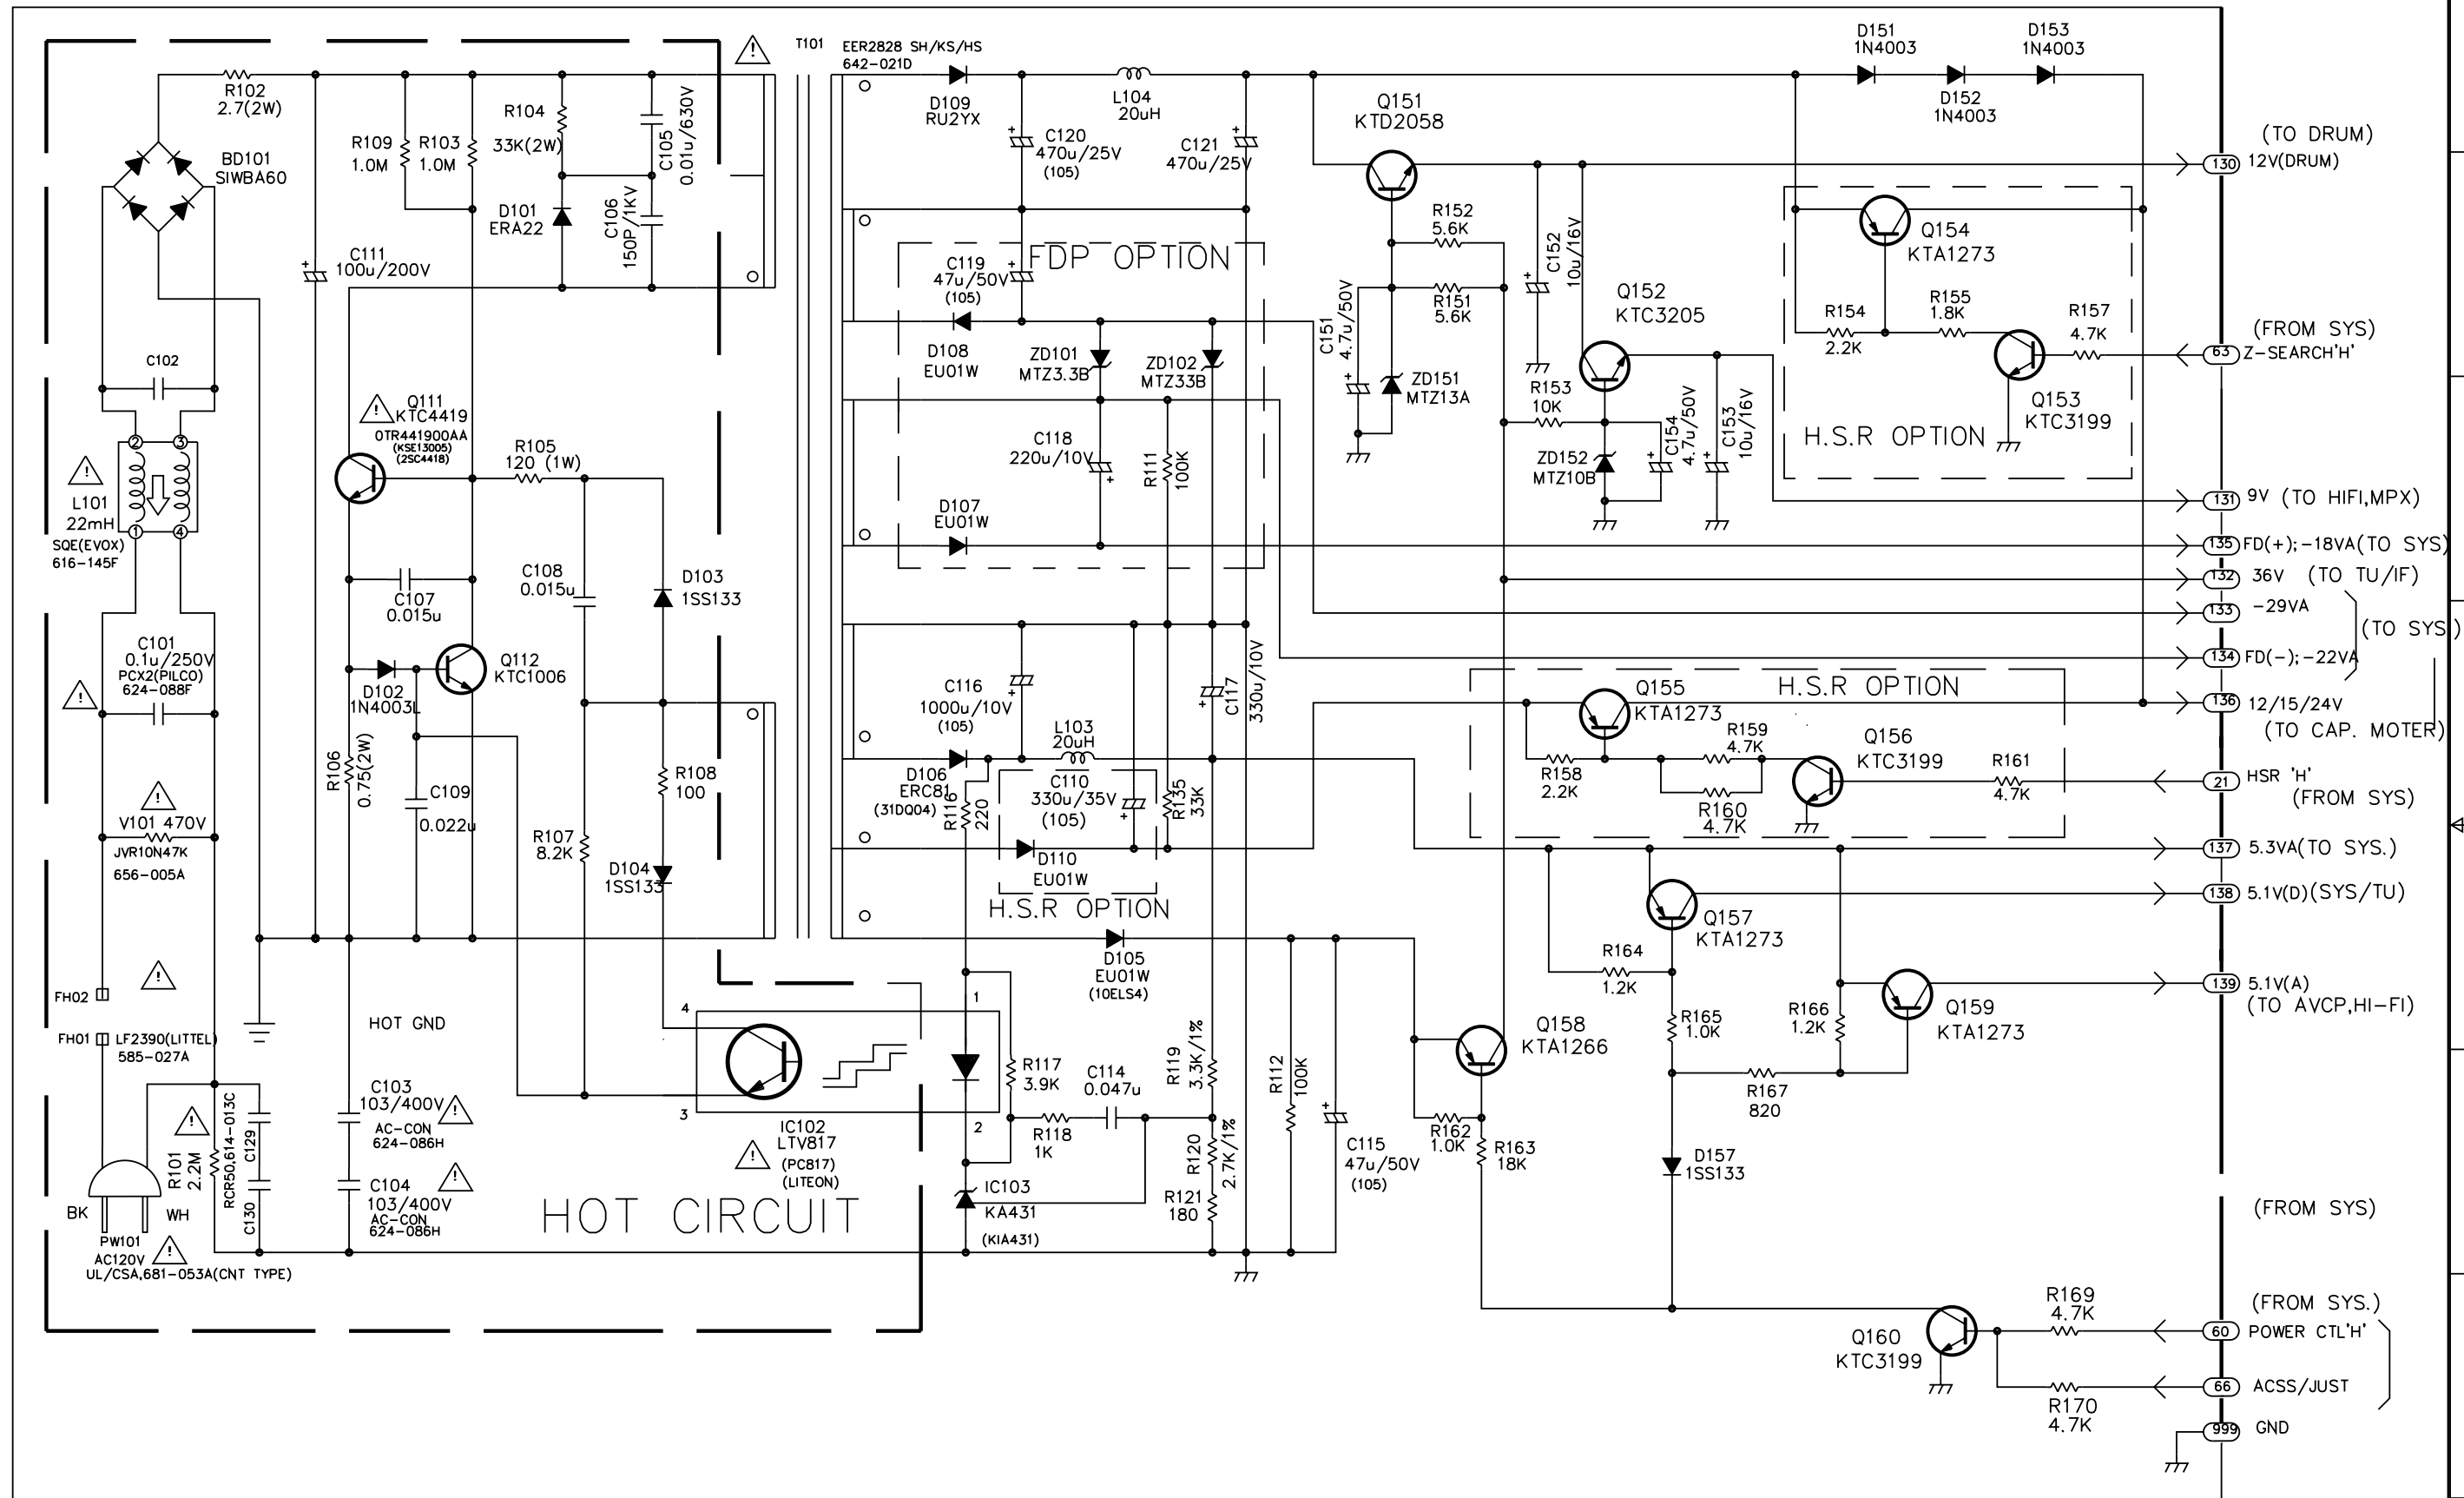 T101
EER2828 SH/KS/HS
642-021D
R102
2.7(2W)
BD101
SIWBA60
R109
1.0M
R103
1.0M
R104
33K(2W)
C105
0.01u/630V
D101
ERA22
C106
150P/1KV
C111
100u/200V
C102
Q111
KTC4419
0TR441900AA
(KSE13005)
(2SC4418)
R105
120 (1W)
L101
22mH
SQE(EVOX)
616-145F
2
3
1
4
C101
0.1u/250V
PCX2(PILCO)
624-088F
C107
0.015u
C108
0.015u
D103
1SS133
Q112
KTC1006
D102
1N4003L
R106
0.75(2W)
C109
0.022u
R108
100
R107
8.2K
D104
1SS133
V101 470V
JVR10N47K
656-005A
FH02
FH01
LF2390(LITTEL)
585-027A
HOT GND
C103
103/400V
AC-CON
624-086H
C104
103/400V
AC-CON
624-086H
R101
2.2M
RCR50,614-013C
C129
C130
BK
WH
PW101
AC120V
UL/CSA,681-053A(CNT TYPE)
HOT CIRCUIT
4
3
1
2
IC102
LTV817
(PC817)
(LITEON)
D109
RU2YX
L104
20uH
C120
470u/25V
(105)
C121
470u/25V
FDP OPTION
C119
47u/50V
(105)
D108
EU01W
ZD101
MTZ3.3B
ZD102
MTZ33B
C118
220u/10V
R111
100K
D107
EU01W
C116
1000u/10V
(105)
C117
330u/10V
L103
20uH
D106
ERC81
(31DQ04)
R116
220
C110
330u/35V
(105)
R135
33K
D110
EU01W
H.S.R OPTION
D105
EU01W
(10ELS4)
R117
3.9K
C114
0.047u
R118
1K
R119
3.3K/1%
R120
2.7K/1%
R121
180
R112
100K
C115
47u/50V
(105)
IC103
KA431
(KIA431)
Q151
KTD2058
R152
5.6K
R151
5.6K
C151
4.7u/50V
ZD151
MTZ13A
C152
10u/16V
Q152
KTC3205
R153
10K
ZD152
MTZ10B
C154
4.7u/50V
C153
10u/16V
D151
1N4003
D152
1N4003
D153
1N4003
Q154
KTA1273
R154
2.2K
R155
1.8K
R157
4.7K
Q153
KTC3199
H.S.R OPTION
Q155
KTA1273
H.S.R OPTION
R158
2.2K
R159
4.7K
R160
4.7K
Q156
KTC3199
R161
4.7K
Q157
KTA1273
R164
1.2K
R165
1.0K
R166
1.2K
Q159
KTA1273
R167
820
Q158
KTA1266
R162
1.0K
R163
18K
D157
1SS133
Q160
KTC3199
R169
4.7K
R170
4.7K
(TO DRUM)
130 12V(DRUM)
(FROM SYS)
63 Z-SEARCH'H'
131 9V (TO HIFI,MPX)
135 FD(+);-18VA(TO SYS)
132 36V (TO TU/IF)
133 -29VA
(TO SYS.)
134 FD(-);-22VA
136 12/15/24V
(TO CAP. MOTER)
21 HSR 'H'
(FROM SYS)
137 5.3VA(TO SYS.)
138 5.1V(D)(SYS/TU)
139 5.1V(A)
(TO AVCP,HI-FI)
(FROM SYS)
(FROM SYS.)
60 POWER CTL'H'
66 ACSS/JUST
999 GND